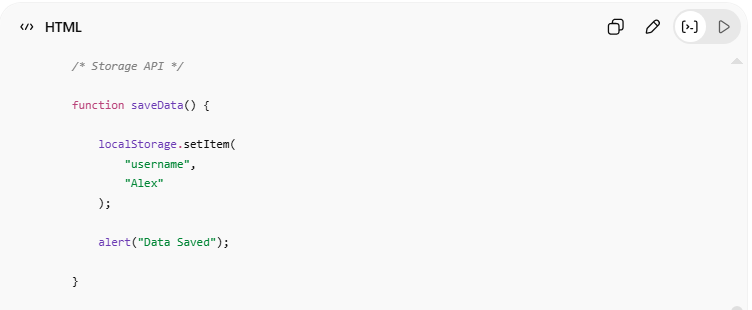 HTML
/* Storage API */
function saveData() {
localStorage.setItem(
"username",
"Alex"
);
alert("Data Saved");
}